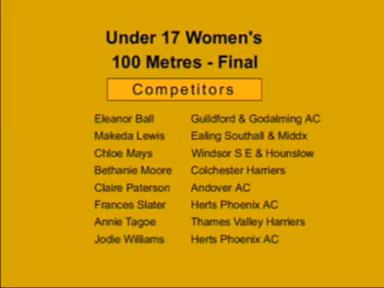 Under 17 Women's
100 Metres - Final
Competitors
Eleanor Ball Guildford & Godalming AC
Makeda Lewis Ealing Southall & Middx
Chloe Mays Windsor S E & Hounslow
Bethanie Moore Colchester Harriers
Claire Paterson Andover AC
Frances Slater Herts Phoenix AC
Annie Tagoe Thames Valley Harriers
Jodie Williams Herts Phoenix AC